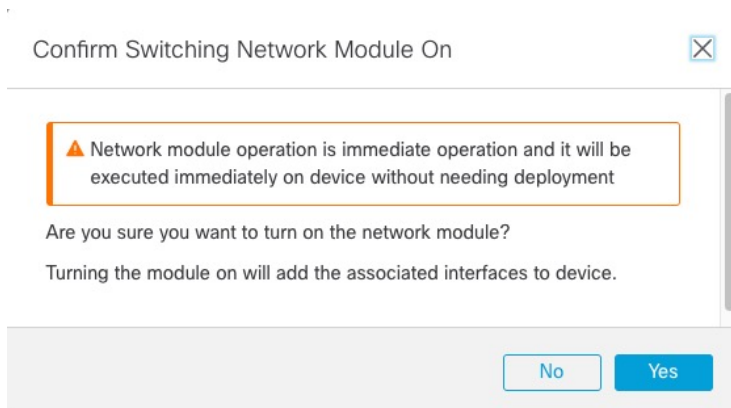 Confirm Switching Network Module On
Network module operation is immediate operation and it will be
executed immediately on device without needing deployment
Are you sure you want to turn on the network module?
Turning the module on will add the associated interfaces to device.
No
Yes